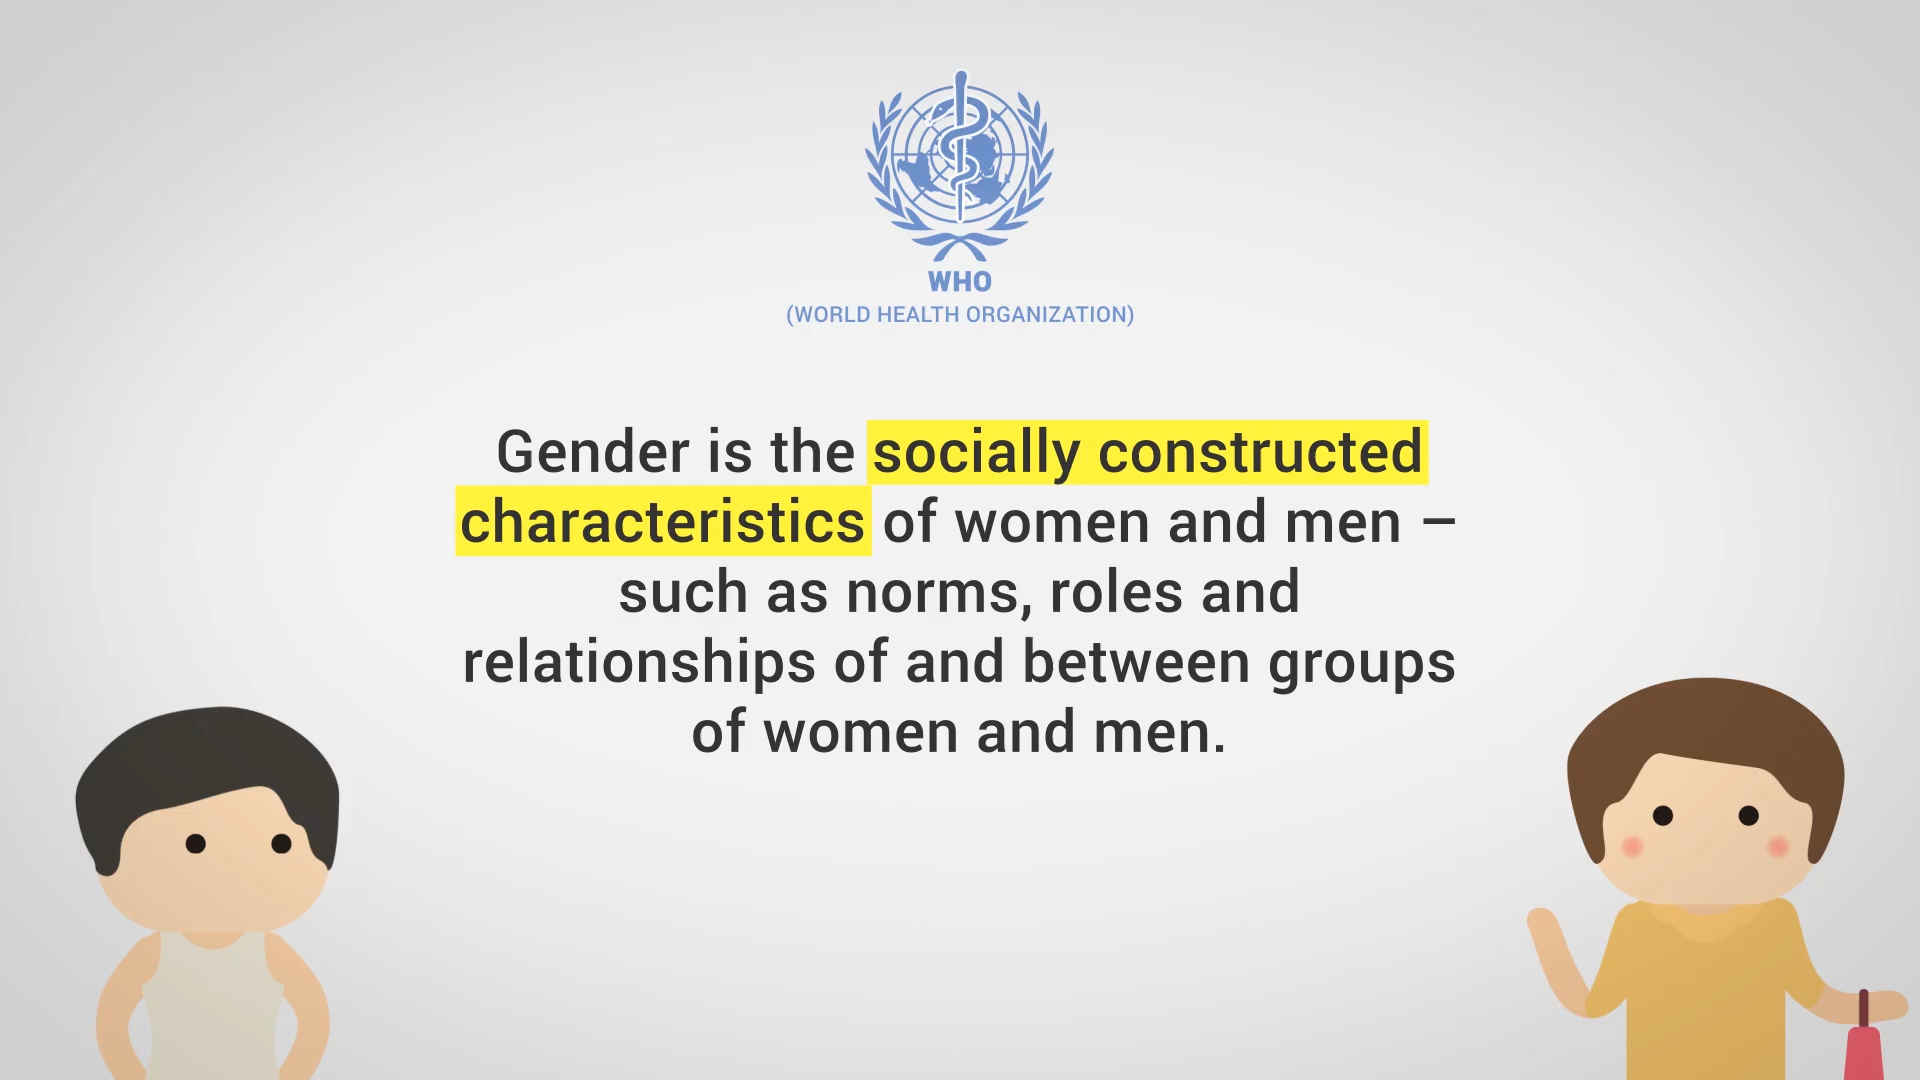 WHO
(WORLD HEALTH ORGANIZATION)
Gender is the socially constructed
characteristics of women and men –
such as norms, roles and
relationships of and between groups
of women and men.